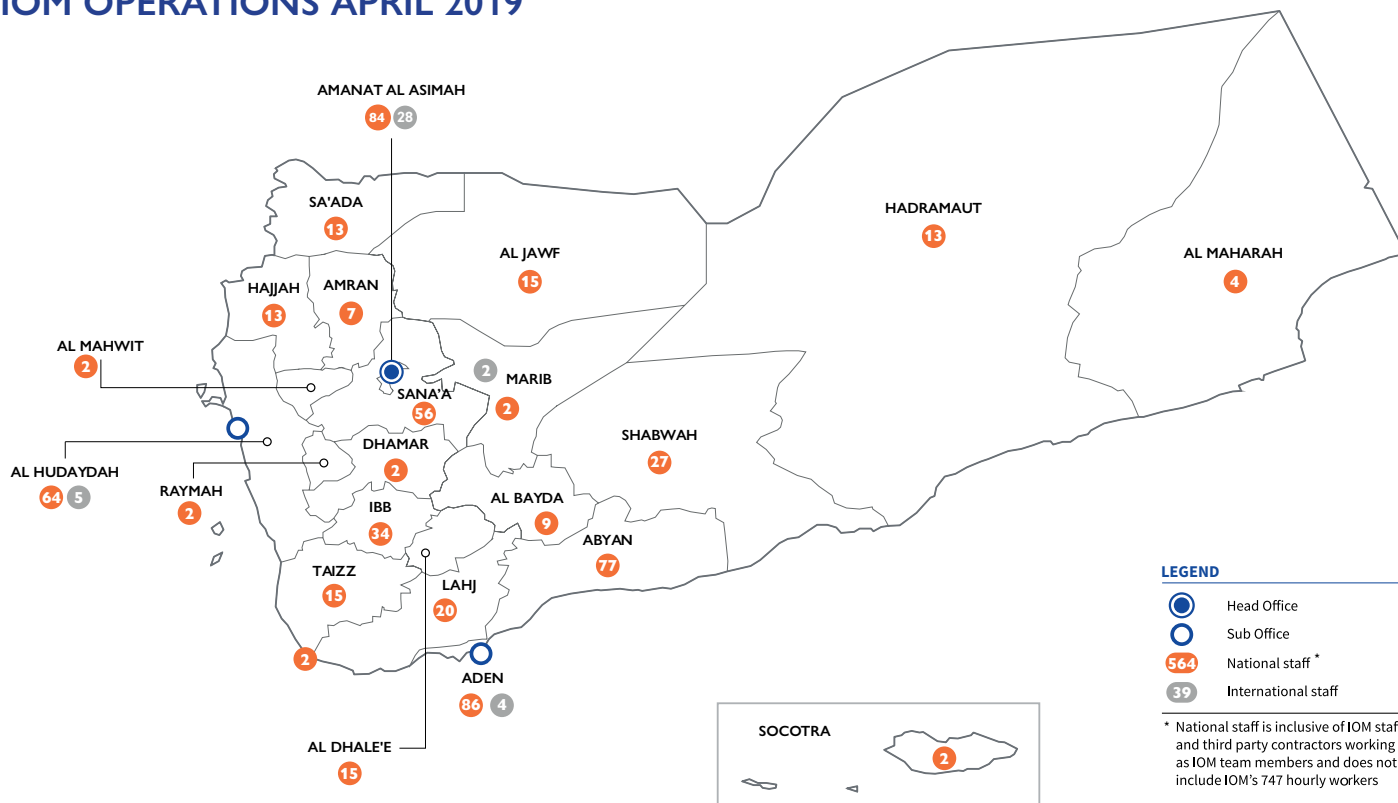 IOM OPERATIONS APRIL 2019
AMANAT AL ASIMAH
84 28
SA'ADA
13
HADRAMAUT
13
AL JAWF
15
AL MAHARAH
4
HAJJAH
13
AMRAN
7
AL MAHWIT
2
2
MARIB
2
SANA'A
56
SHABWAH
27
DHAMAR
2
AL HUDAYDAH
64 5
RAYMAH
2
AL BAYDA
9
IBB
34
ABYAN
77
TAIZZ
15
LAHJ
20
2
ADEN
86 4
AL DHALE'E
15
SOCOTRA
2
LEGEND
Head Office
Sub Office
564 National staff *
39 International staff
* National staff is inclusive of IOM staf
and third party contractors working
as IOM team members and does not
include IOM's 747 hourly workers